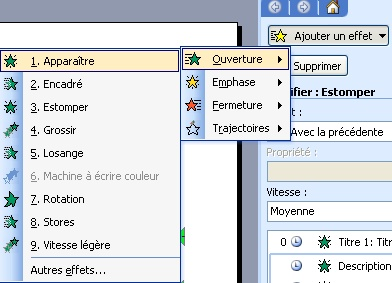 Ajouter un effet
1. Apparaître
2. Encadré
3. Estomper
4. Grossir
5. Losange
6. Machine à écrire couleur
7. Rotation
8. Stores
9. Vitesse légère
Autres effets...
Ouverture
Emphase
Fermeture
Trajectoires
Supprimer
ifier : Estomper
t :
Avec la précédente
Propriété :
Vitesse :
Moyenne
0 Titre 1: Titr
Description